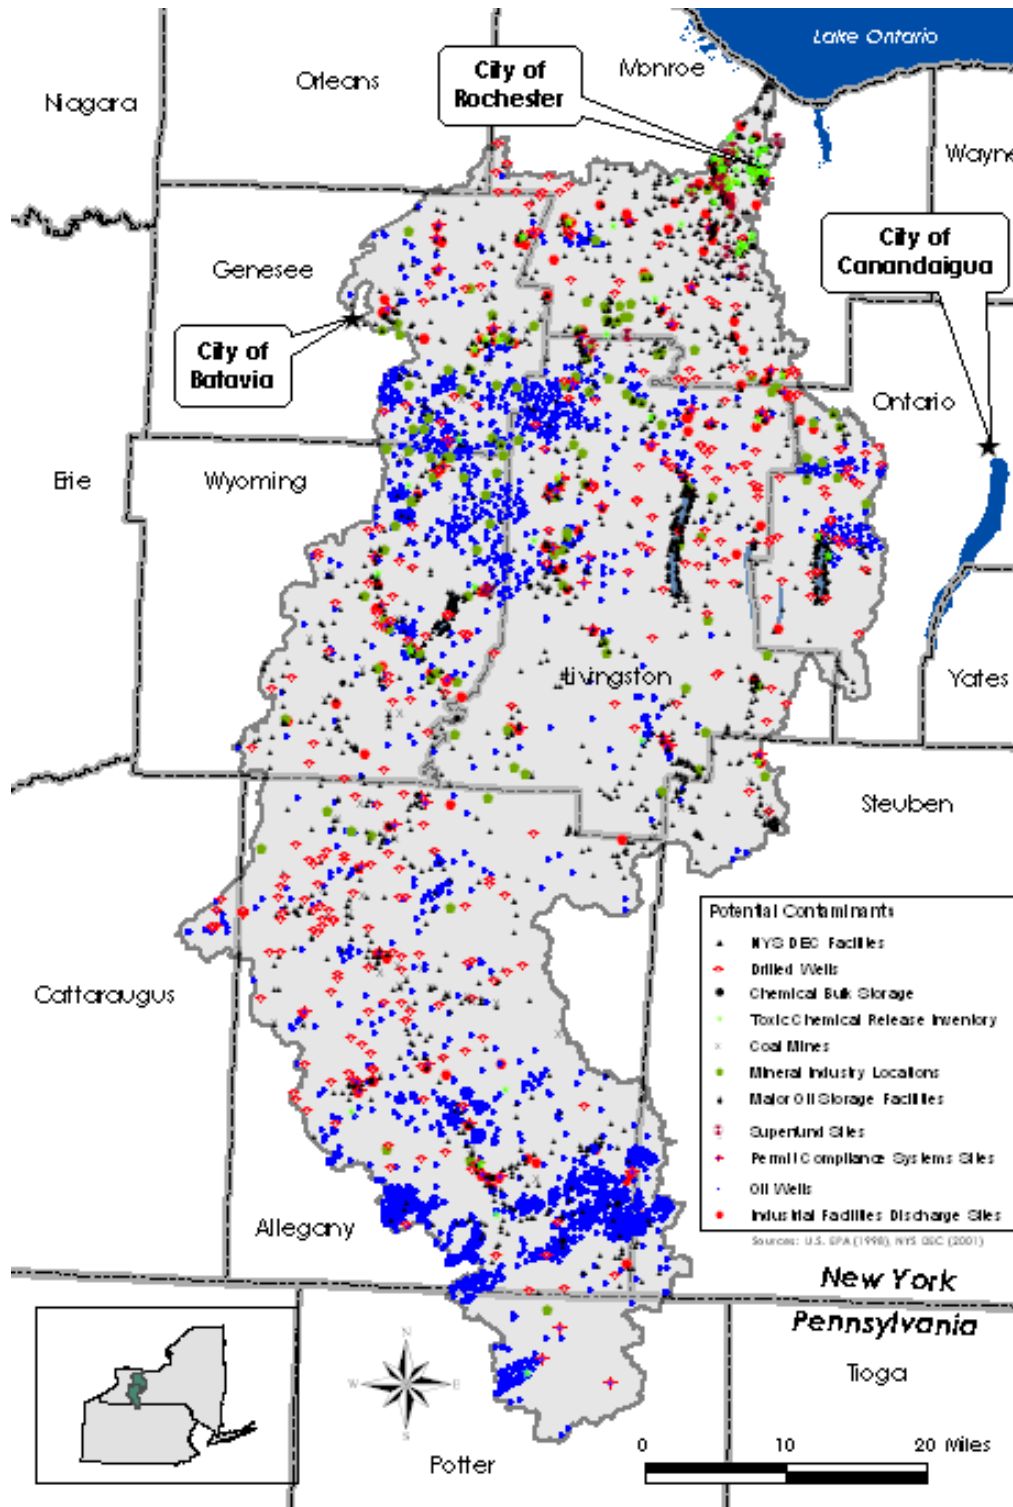 Lake Ontario
City of
Rochester
Monroe
Orleans
Niagara
Wayne
City of
Canandaigua
Genesee
City of
Batavia
Ontario
Erie
Wyoming
Livingston
Yates
Steuben
Potential Contaminants
NYS DEC Facilities
Drilled Wells
Chemical Bulk Storage
Toxic Chemical Release Inventory
Coal Mines
Mineral Industry Locations
Major Oil Storage Facilities
Superfund Sites
Permit Compliance Systems Sites
Oil Wells
Industrial Facilities Discharge Sites
Sources: U.S. EPA (1998), NYS DEC (2001)
Cattaraugus
Allegany
New York
Pennsylvania
Tioga
N
W
E
S
Potter
0 10 20 Miles